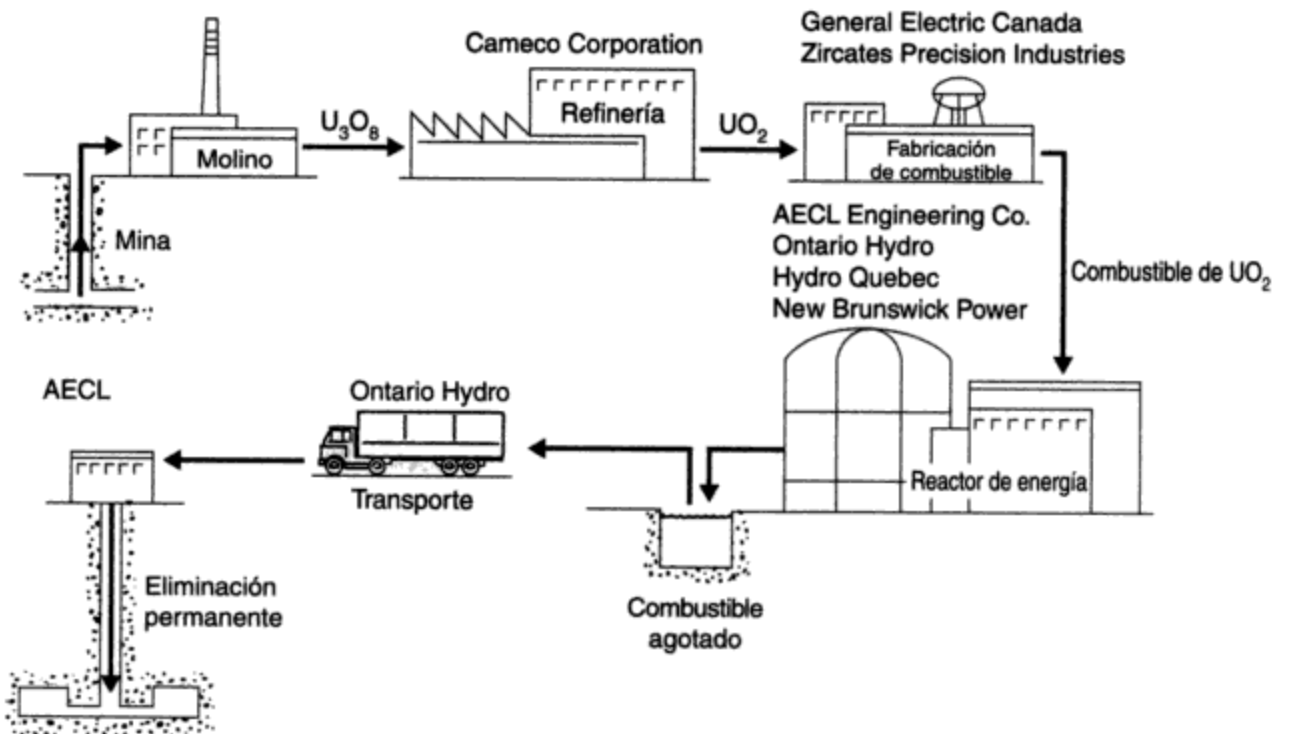 General Electric Canada
Zircates Precision Industries
Cameco Corporation
Refinería
U₃O₈
UO₂
Molino
Fabricación
de combustible
Mina
AECL Engineering Co.
Ontario Hydro
Hydro Quebec
New Brunswick Power
Combustible de UO₂
AECL
Ontario Hydro
Transporte
Reactor de energía
Eliminación
permanente
Combustible
agotado